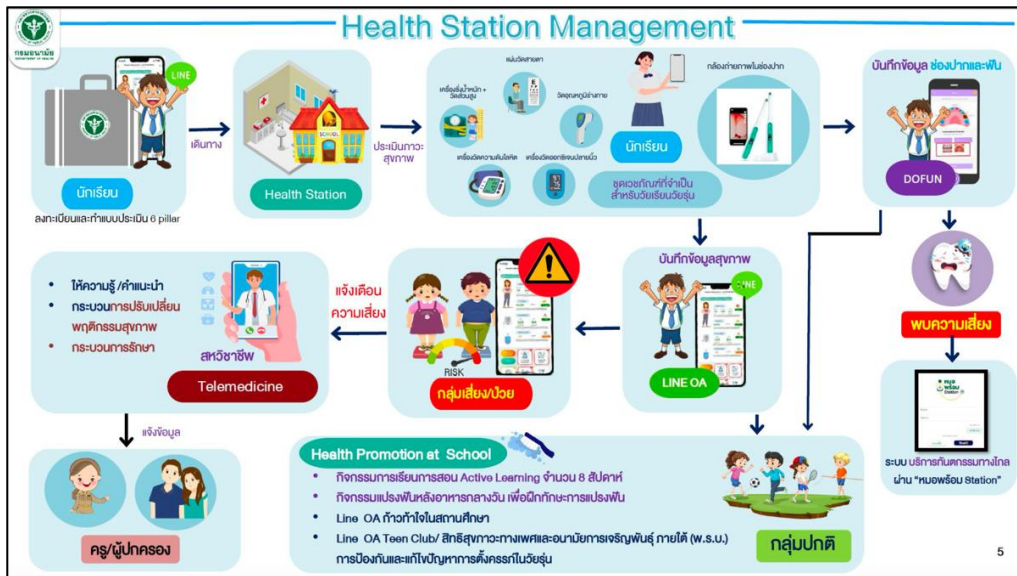 Health Station Management
กรมอนามัย
DEPARTMENT OF HEALTH
LINE
นักเรียน
ลงทะเบียนและทำแบบประเมิน 6 pillar
เดินทาง
SCHOOL
Health Station
ประเมินภาวะ
สุขภาพ
แผ่นวัดสายตา
เครื่องชั่งน้ำหนัก +
วัดส่วนสูง
วัดอุณหภูมิร่างกาย
เครื่องวัดความดันโลหิต
เครื่องวัดออกซิเจนปลายนิ้ว
นักเรียน
ชุดเวชภัณฑ์ที่จำเป็น
สำหรับวัยเรียนวัยรุ่น
กล้องถ่ายภาพในช่องปาก
บันทึกข้อมูล ช่องปากและฟัน
DOFUN
พบความเสี่ยง
หมอ
พร้อม
Station
ระบบ บริการทันตกรรมทางไกล
ผ่าน “หมอพร้อม Station”
บันทึกข้อมูลสุขภาพ
LINE
LINE OA
RISK
กลุ่มเสี่ยง/ป่วย
แจ้งเตือน
ความเสี่ยง
• ให้ความรู้ /คำแนะนำ
• กระบวนการปรับเปลี่ยน
พฤติกรรมสุขภาพ
• กระบวนการรักษา
สหวิชาชีพ
Telemedicine
แจ้งข้อมูล
ครู/ผู้ปกครอง
Health Promotion at School
• กิจกรรมการเรียนการสอน Active Learning จำนวน 8 สัปดาห์
• กิจกรรมแปรงฟันหลังอาหารกลางวัน เพื่อฝึกทักษะการแปรงฟัน
• Line OA ก้าวท้าใจในสถานศึกษา
• Line OA Teen Club/ สิทธิสุขภาวะทางเพศและอนามัยการเจริญพันธุ์ ภายใต้ (พ.ร.บ.)
การป้องกันและแก้ไขปัญหาการตั้งครรภ์ในวัยรุ่น
กลุ่มปกติ
5